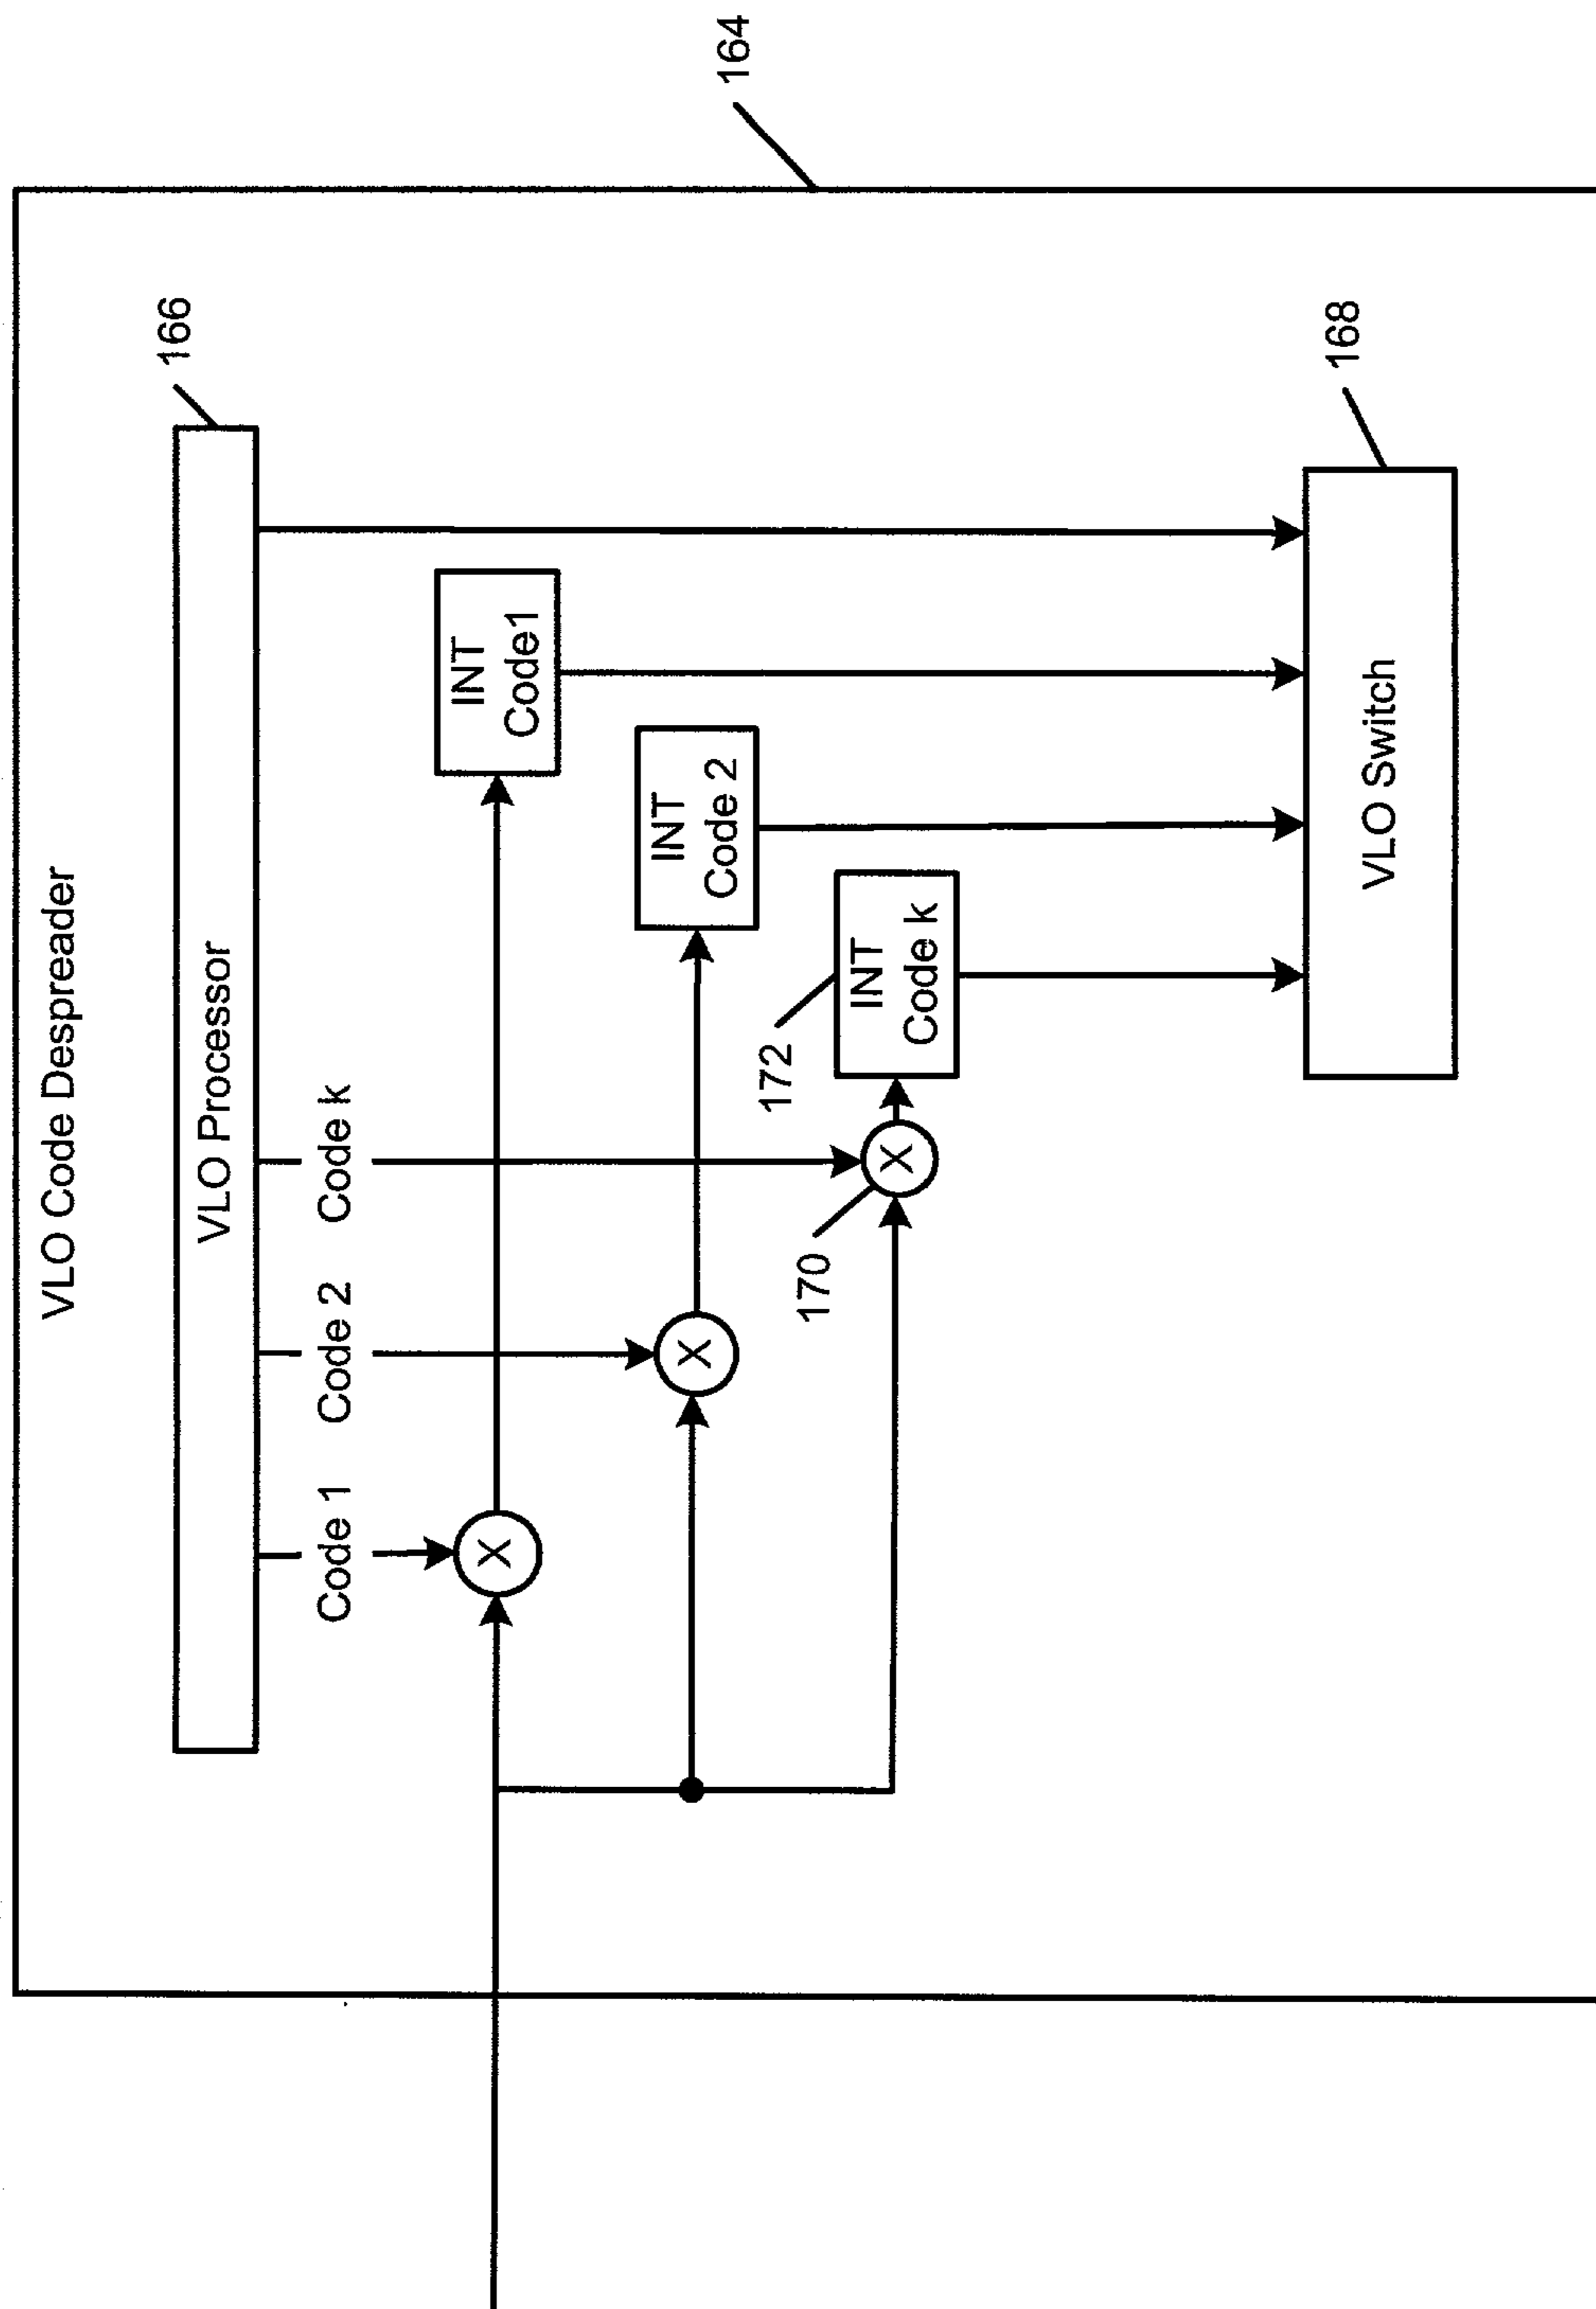 VLO Code Despreader
164
166
VLO Processor
Code 1
Code 2
Code k
INT
Code1
INT
Code 2
172
INT
Code k
170
168
VLO Switch
X
X
X